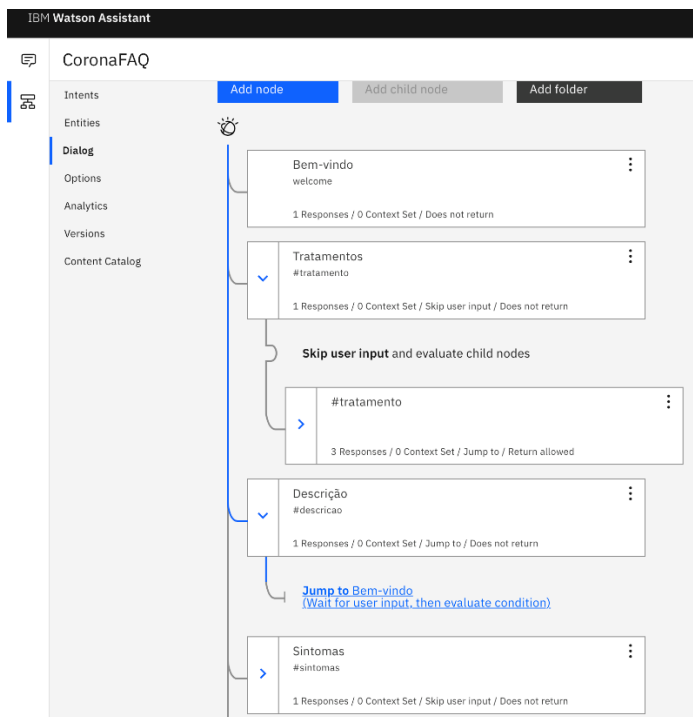 IBM Watson Assistant
CoronaFAQ
Intents
Entities
Dialog
Options
Analytics
Versions
Content Catalog
Add node
Add child node
Add folder
Bem-vindo
welcome
1 Responses / 0 Context Set / Does not return
Tratamentos
#tratamento
1 Responses / 0 Context Set / Skip user input / Does not return
Skip user input and evaluate child nodes
#tratamento
3 Responses / 0 Context Set / Jump to / Return allowed
Descrição
#descricao
1 Responses / 0 Context Set / Jump to / Does not return
Jump to Bem-vindo
(Wait for user input, then evaluate condition)
Sintomas
#sintomas
1 Responses / 0 Context Set / Skip user input / Does not return